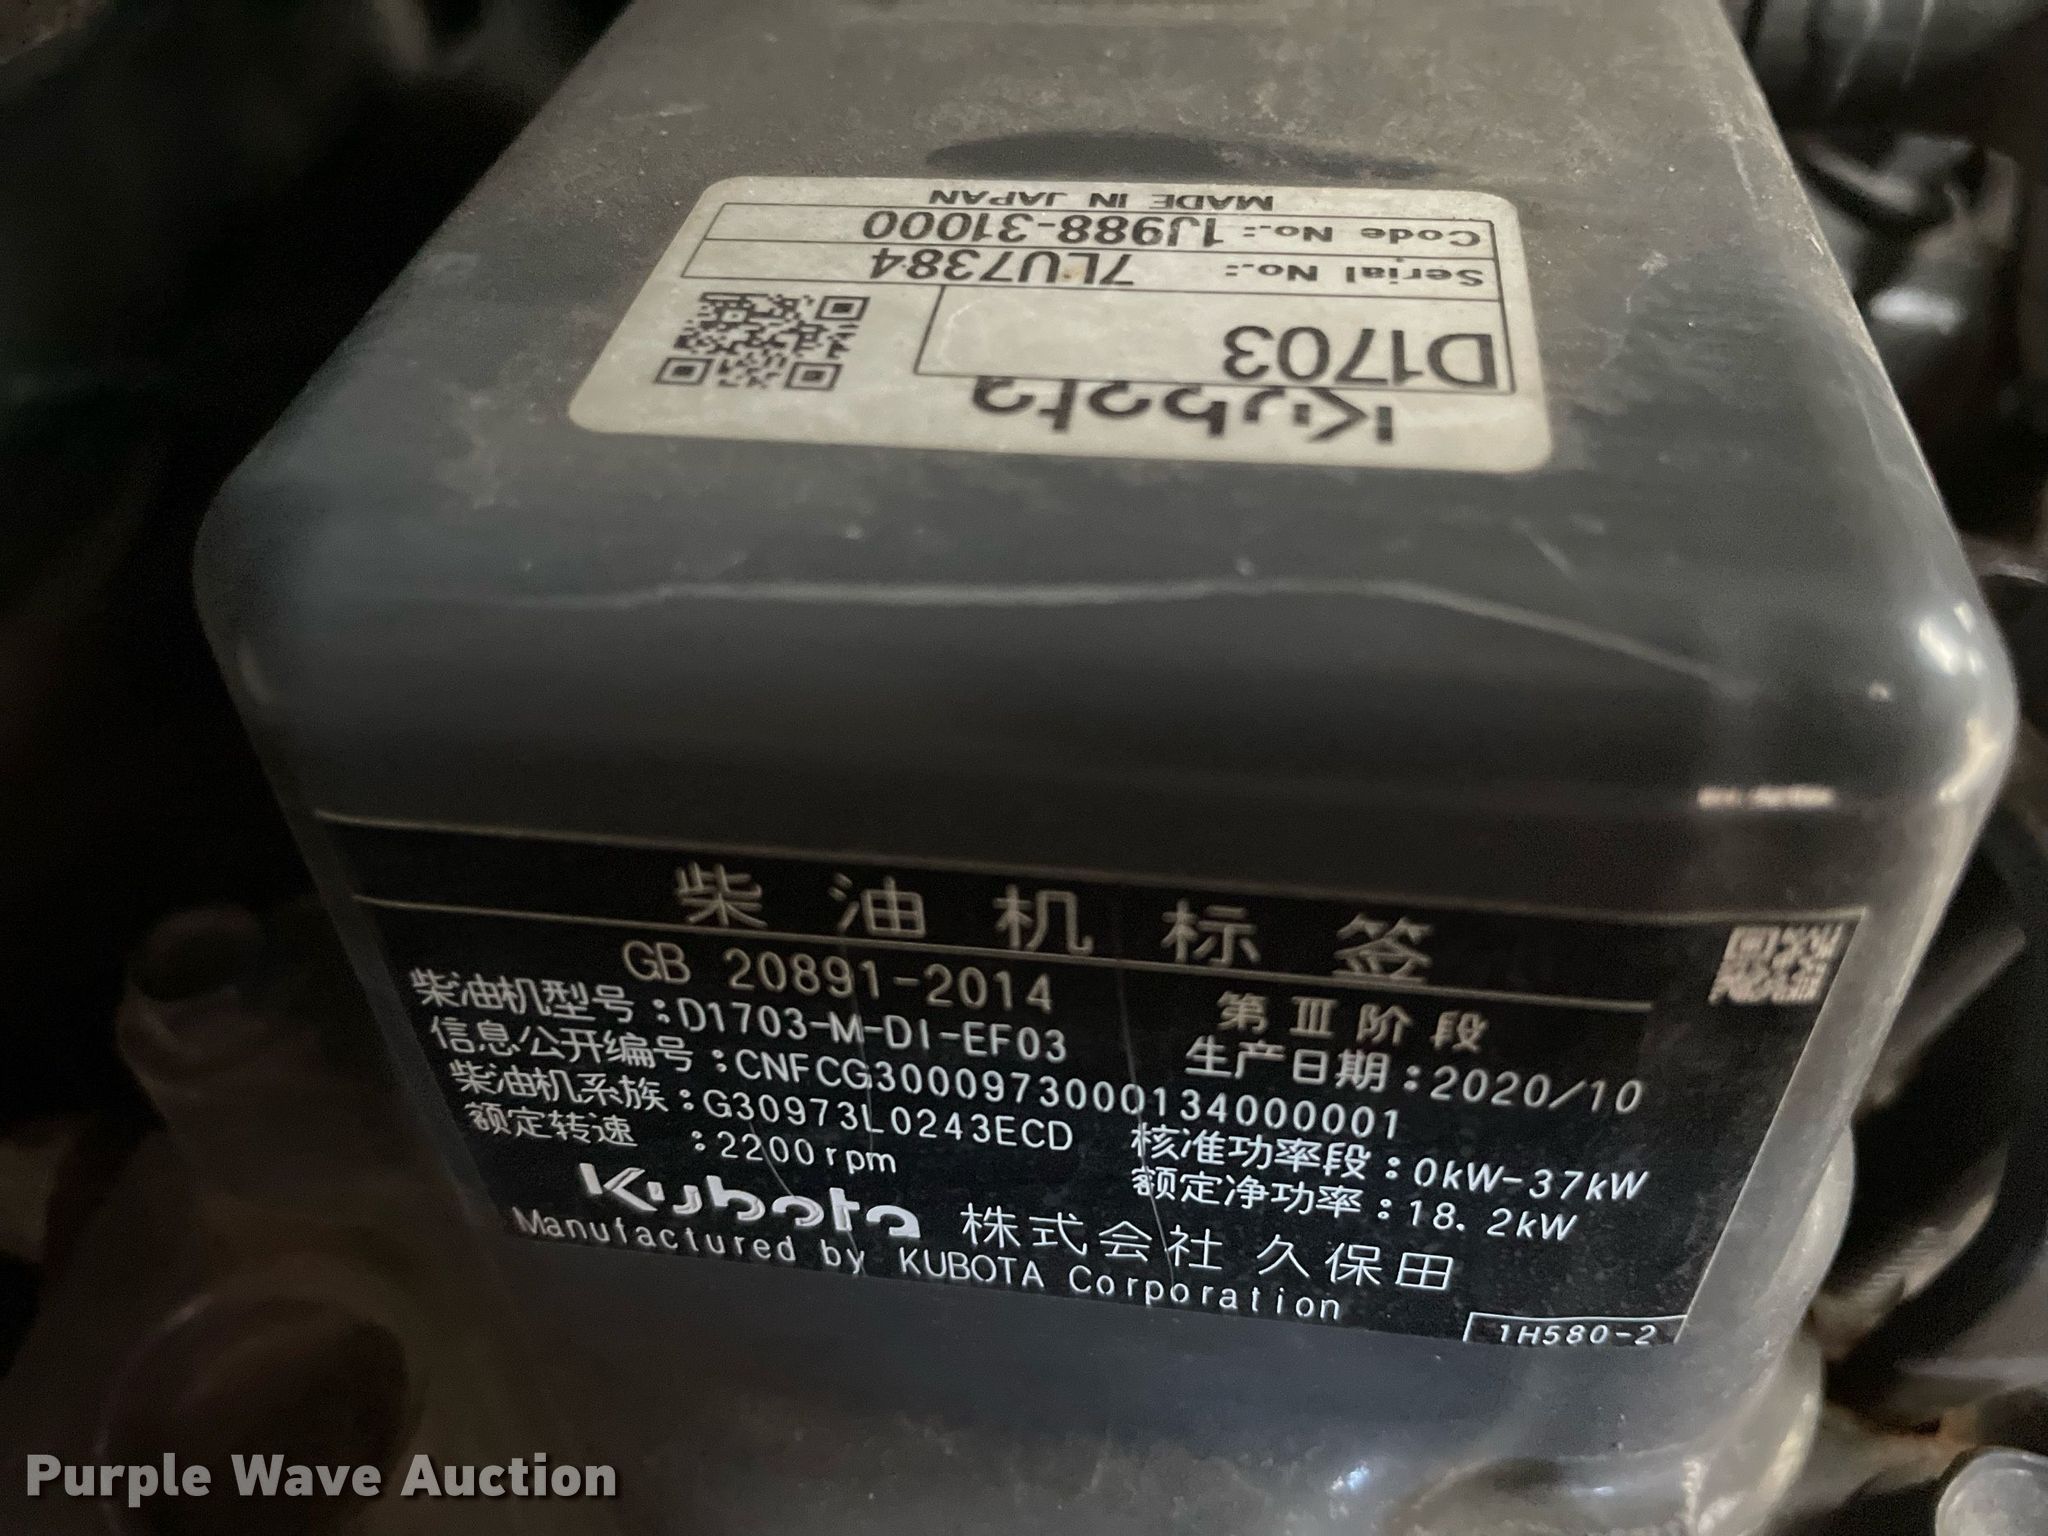 Kubota
D1703
Serial No.: 7LU7384
Code No.: 1J988-31000
MADE IN JAPAN
柴油机标签
GB 20891-2014 第Ⅲ阶段
柴油机型号:D1703-M-DI-EF03 生产日期:2020/10
信息公开编号:CNFCG3000973000134000001
柴油机系族:G30973L0243ECD 核准功率段:0kW-37kW
额定转速 :2200rpm 额定净功率:18.2kW
Kubota 株式会社 久保田
Manufactured by KUBOTA Corporation
1H580-2
Purple Wave Auction